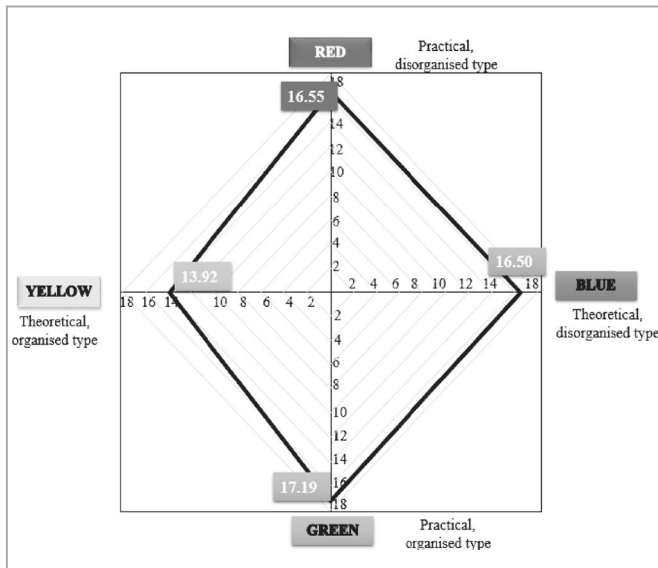 RED
Practical,
disorganised type
18
16.55
14
12
10
8
6
4
2
13.92
16.50
YELLOW
18 16 14 10 8 6 4 2
2 4 6 8 10 12 14 18
BLUE
Theoretical,
organised type
Theoretical,
disorganised type
2
4
6
8
10
12
14
16
17.19
18
GREEN
Practical,
organised type